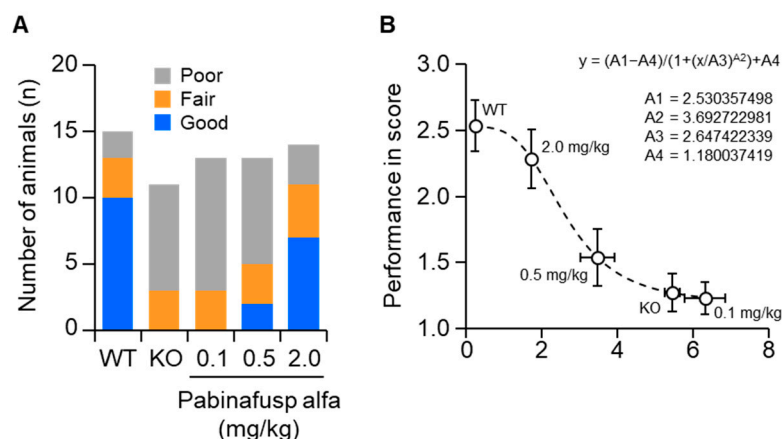 A
Number of animals (n)
20
15
10
5
0
Poor
Fair
Good
WT KO 0.1 0.5 2.0
Pabinafusp alfa
(mg/kg)
B
Performance in score
3.0
2.5
2.0
1.5
1.0
y = (A1−A4)/(1+(x/A3)^A2)+A4
A1 = 2.530357498
A2 = 3.692722981
A3 = 2.647422339
A4 = 1.180037419
WT
2.0 mg/kg
0.5 mg/kg
KO
0.1 mg/kg
0 2 4 6 8